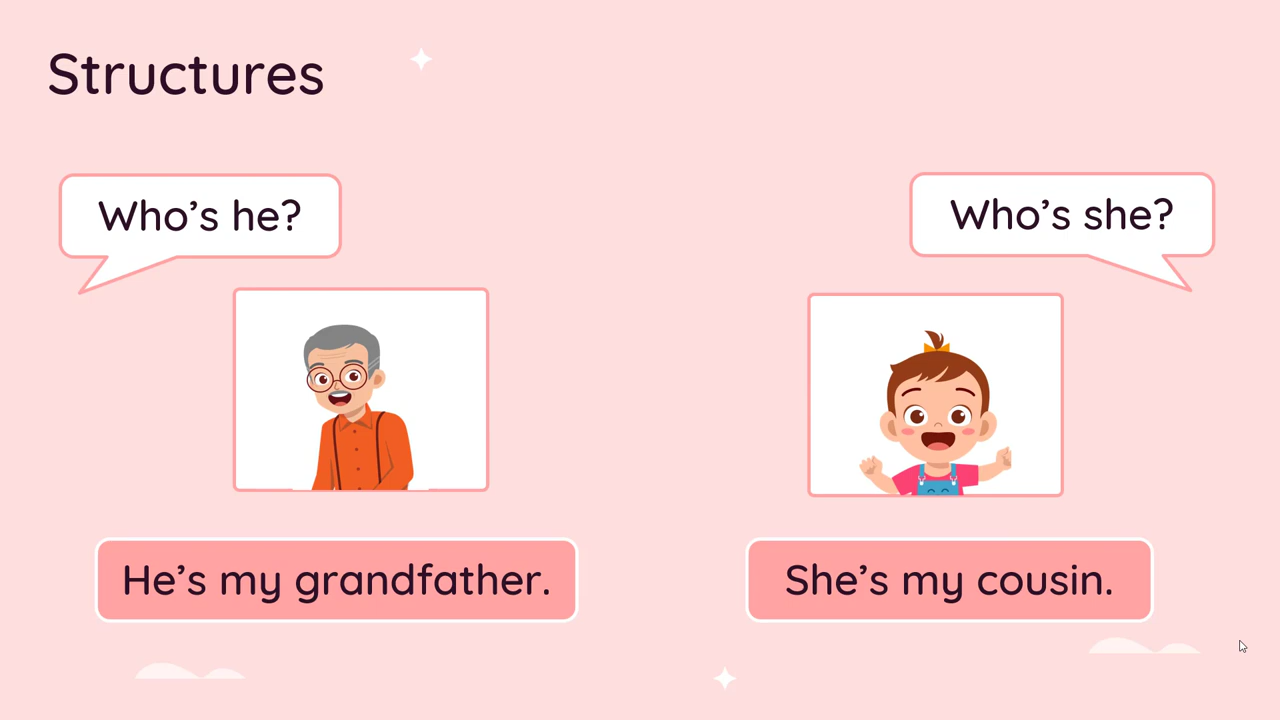 Structures
Who’s he?
Who’s she?
He’s my grandfather.
She’s my cousin.